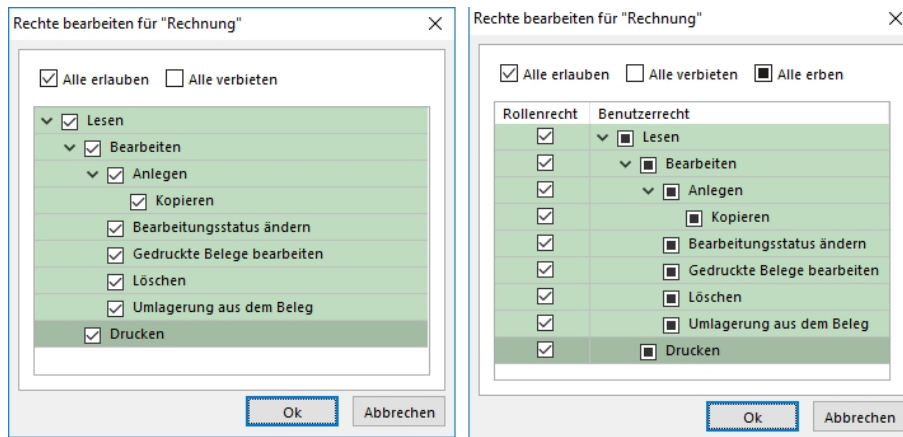 Rechte bearbeiten für "Rechnung"
Alle erlauben Alle verbieten
Lesen
Bearbeiten
Anlegen
Kopieren
Bearbeitungsstatus ändern
Gedruckte Belege bearbeiten
Löschen
Umlagerung aus dem Beleg
Drucken
Ok Abbrechen
Rechte bearbeiten für "Rechnung"
Alle erlauben Alle verbieten Alle erben
Rollenrecht Benutzerrecht
Lesen
Bearbeiten
Anlegen
Kopieren
Bearbeitungsstatus ändern
Gedruckte Belege bearbeiten
Löschen
Umlagerung aus dem Beleg
Drucken
Ok Abbrechen